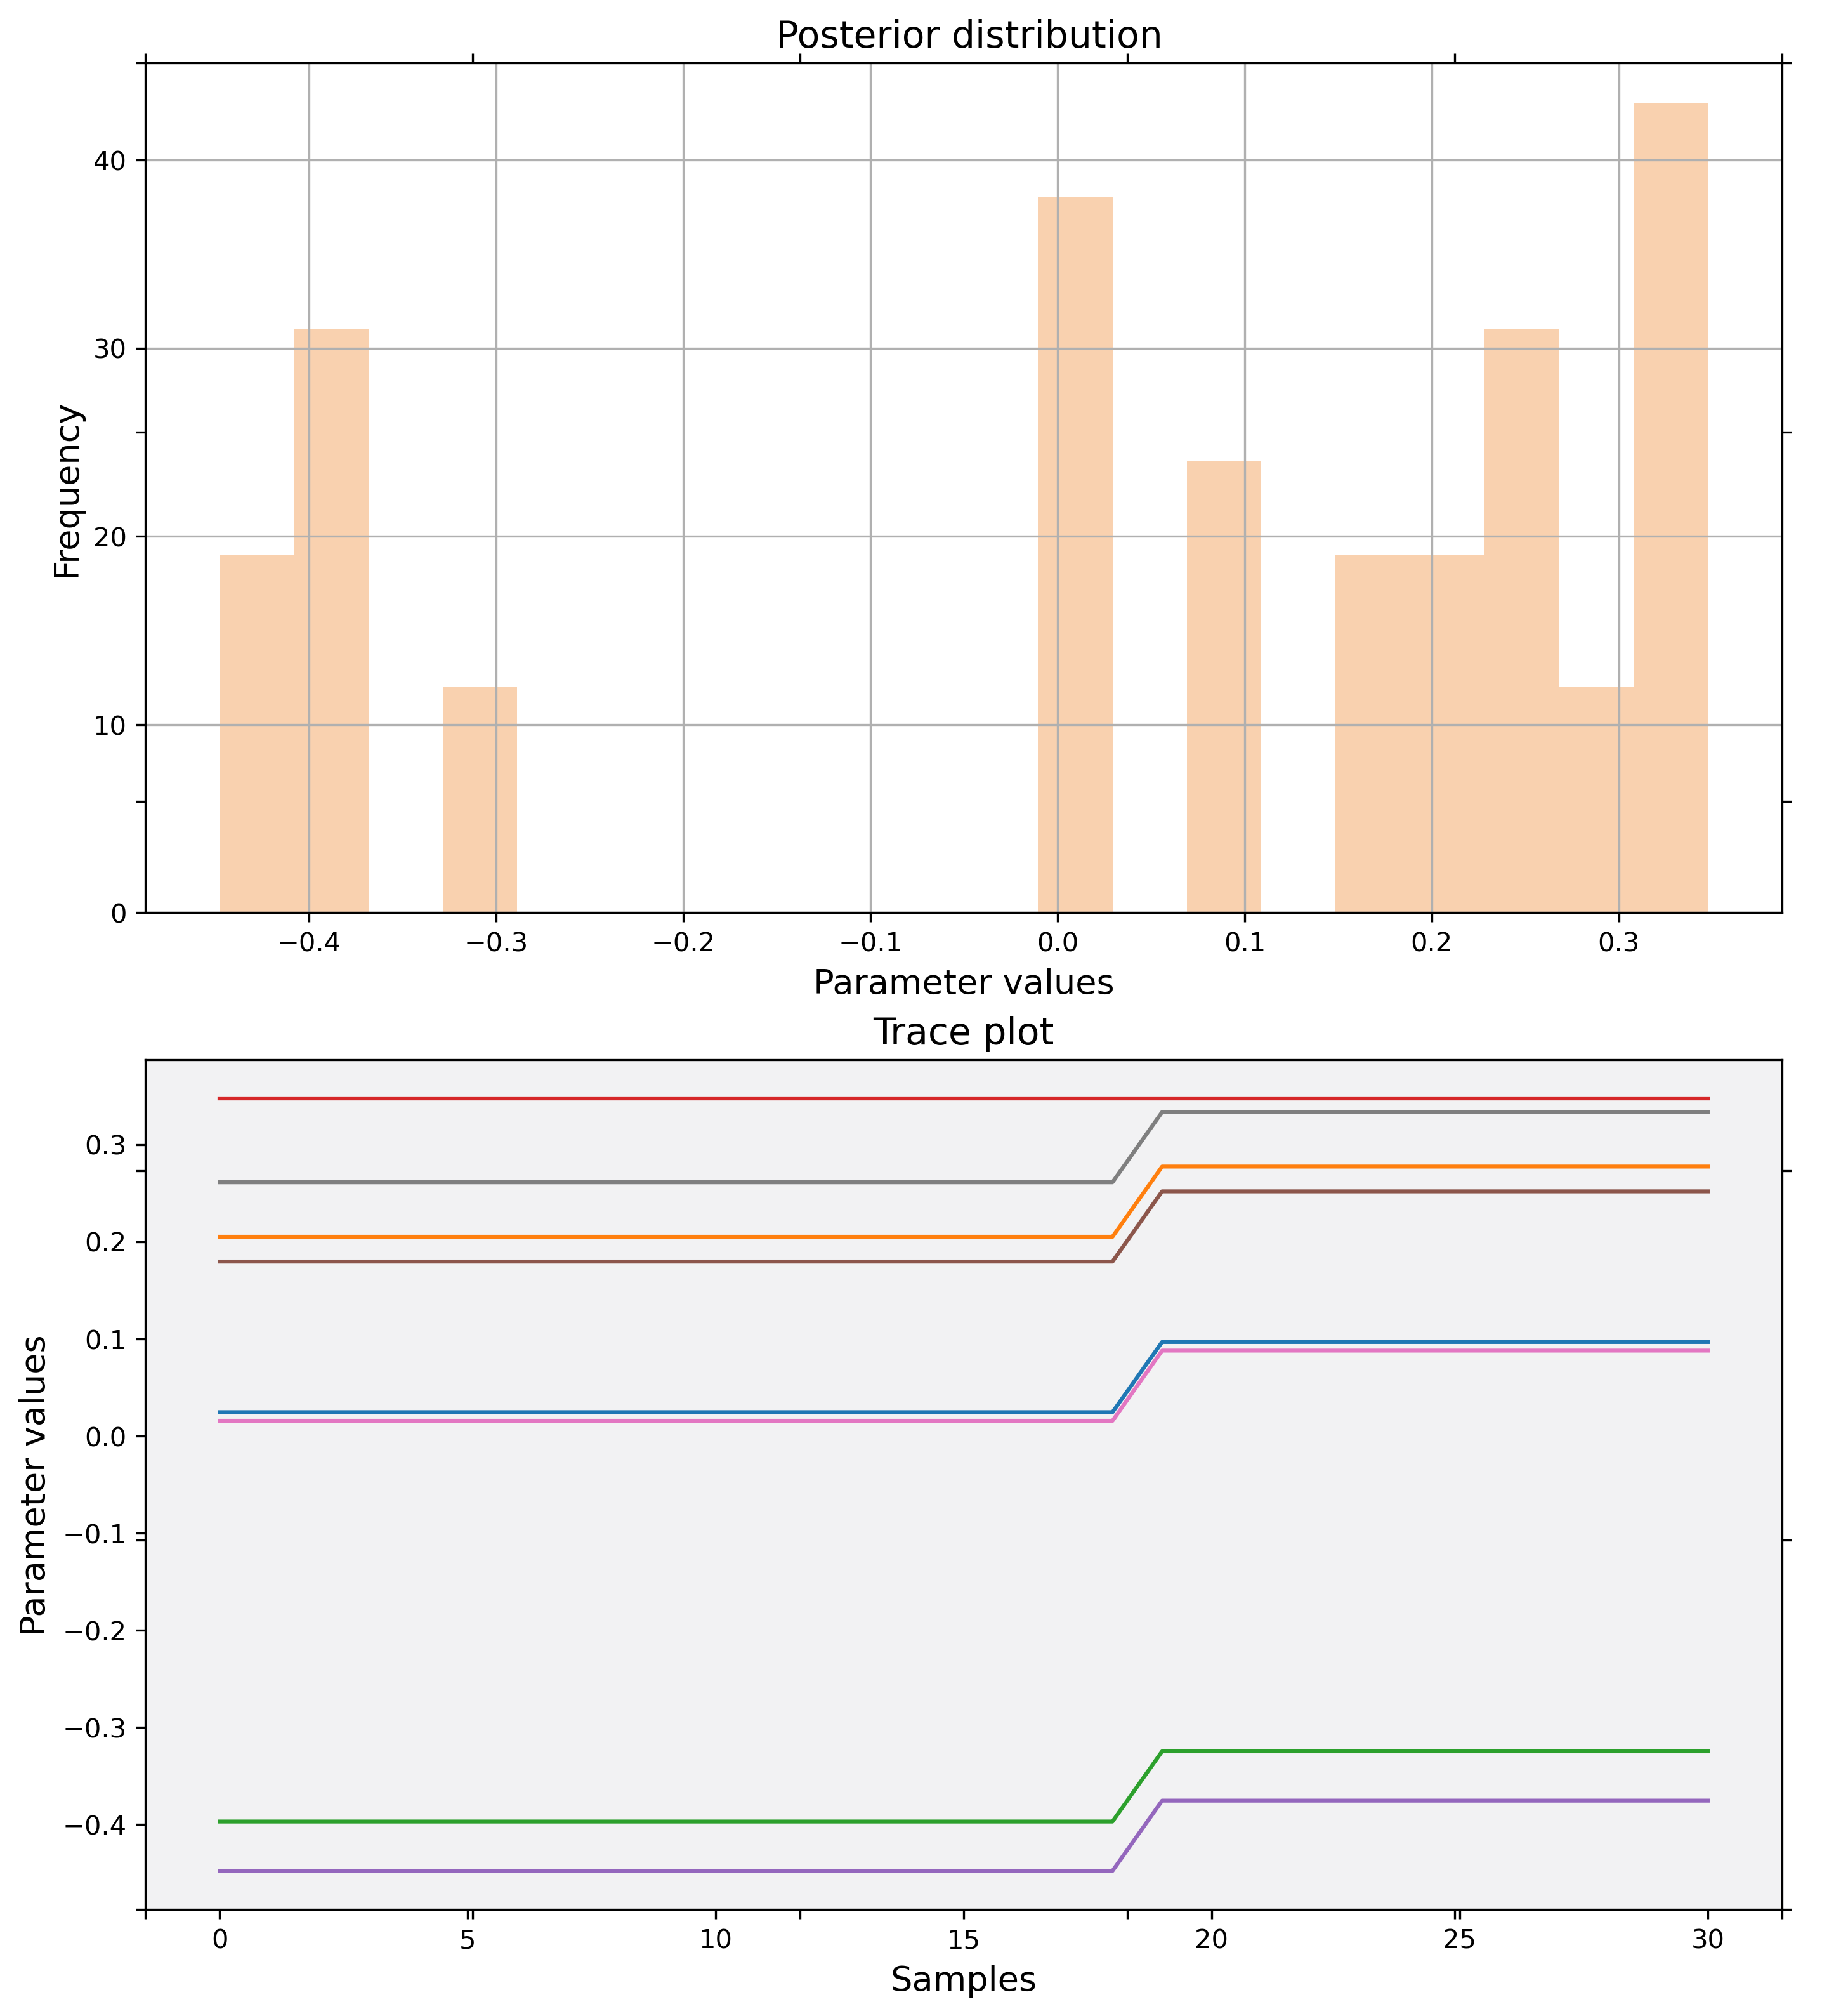 Posterior distribution
40
30
20
10
0
Frequency
−0.4 −0.3 −0.2 −0.1 0.0 0.1 0.2 0.3
Parameter values
Trace plot
0.3
0.2
0.1
0.0
−0.1
−0.2
−0.3
−0.4
Parameter values
0 5 10 15 20 25 30
Samples